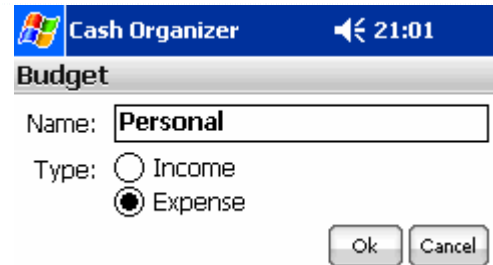 Cash Organizer 21:01
Budget
Name: Personal
Type: Income
Expense
Ok Cancel